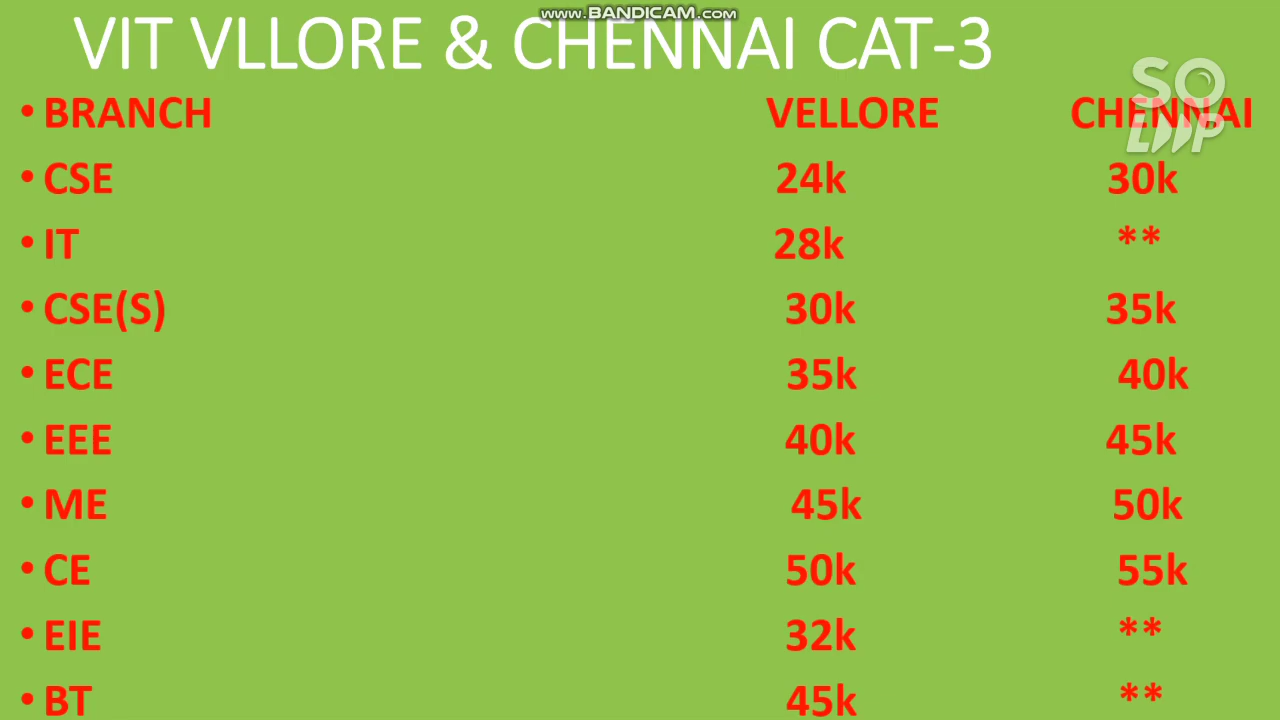 www.BANDICAM.com
VIT VLLORE & CHENNAI CAT-3
SOLOOP
• BRANCH VELLORE CHENNAI
• CSE 24k 30k
• IT 28k **
• CSE(S) 30k 35k
• ECE 35k 40k
• EEE 40k 45k
• ME 45k 50k
• CE 50k 55k
• EIE 32k **
• BT 45k **